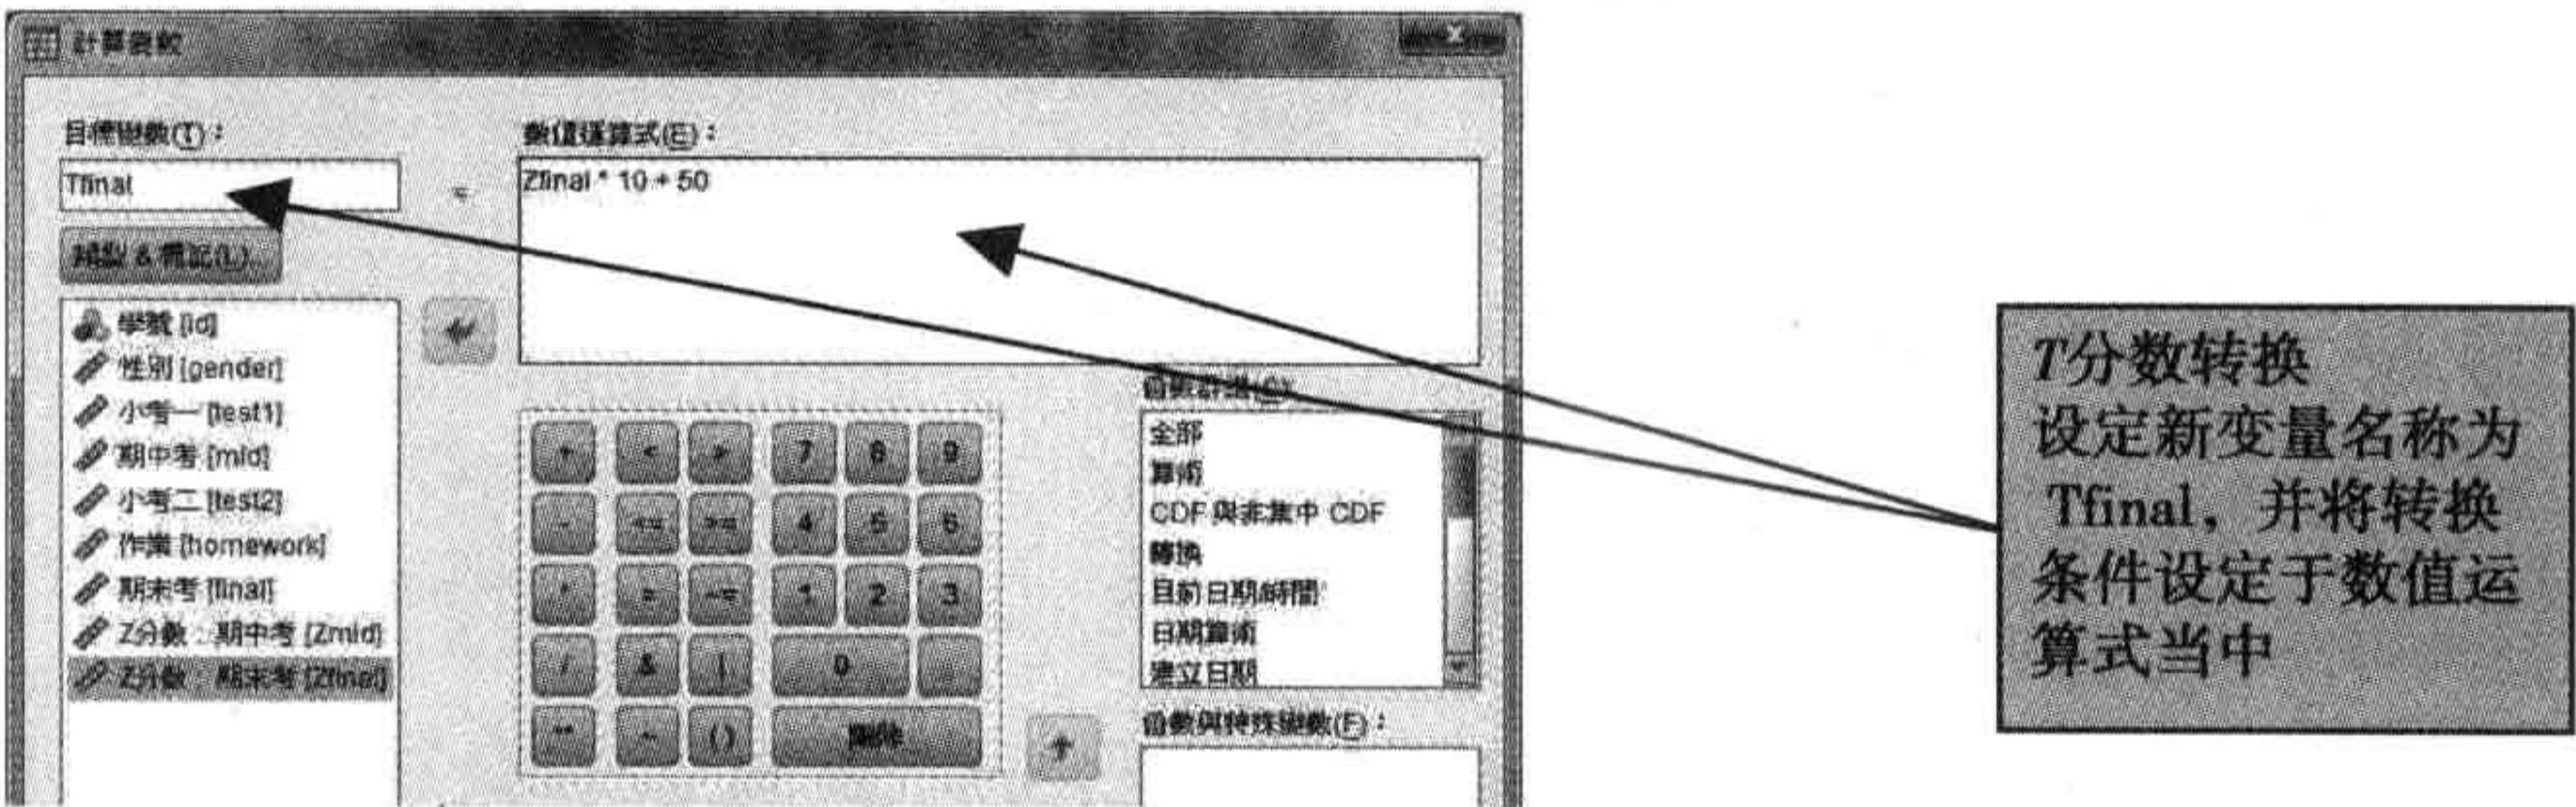 計算變數
目標變數(T)：
數值運算式(E)：
Tfinal
=
Zfinal * 10 + 50
類型 & 標記(L)...
學號 [id]
性別 [gender]
小考一 [test1]
期中考 [mid]
小考二 [test2]
作業 [homework]
期末考 [final]
Z分數：期中考 [Zmid]
Z分數：期末考 [Zfinal]
+ < > 7 8 9
- <= >= 4 5 6
* = ~= 1 2 3
/ & | 0 .
** ~ () 刪除
函數群組(G)：
全部
算術
CDF 與非集中 CDF
轉換
目前日期/時間
日期算術
建立日期
函數與特殊變數(F)：
T分数转换
设定新变量名称为
Tfinal，并将转换
条件设定于数值运
算式当中